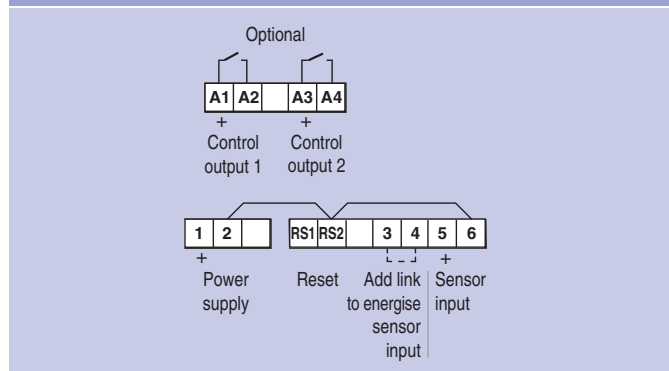 Optional
A1 A2 A3 A4
+ +
Control Control
output 1 output 2
1 2 RS1 RS2 3 4 5 6
+ +
Power Reset Add link Sensor
supply to energise input
sensor
input